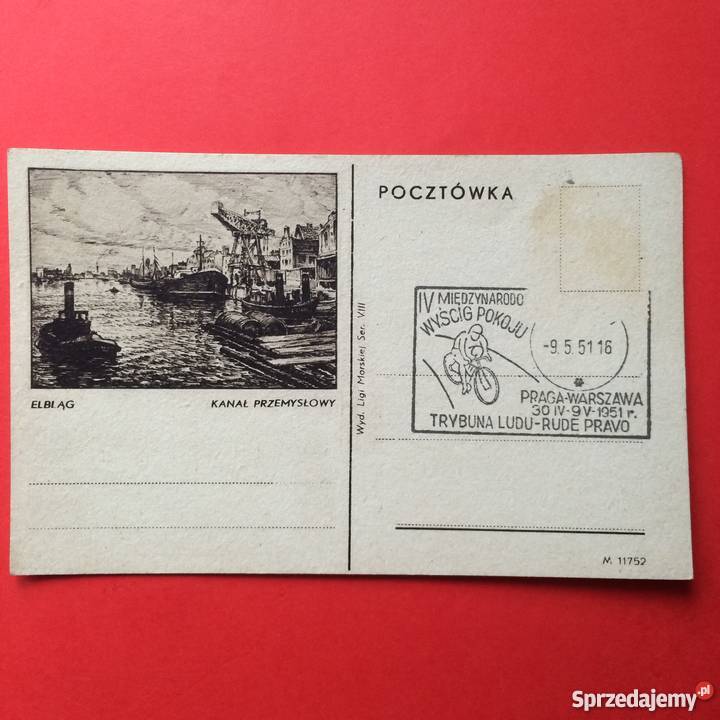 POCZTÓWKA
IV MIĘDZYNARODO
WYŚCIG POKOJU
-9.5.51 16
PRAGA-WARSZAWA
30 IV-9 V-1951 r.
TRYBUNA LUDU-RUDE PRAVO
ELBLĄG KANAŁ PRZEMYSŁOWY
Wyd. Ligi Morskiej Ser. VIII
M 11752
Sprzedajemy.pl